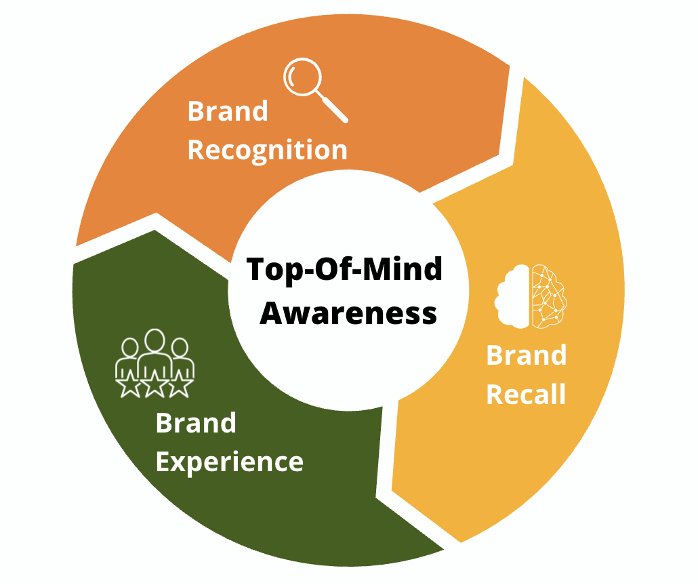 Brand
Recognition
Top-Of-Mind
Awareness
Brand
Recall
Brand
Experience